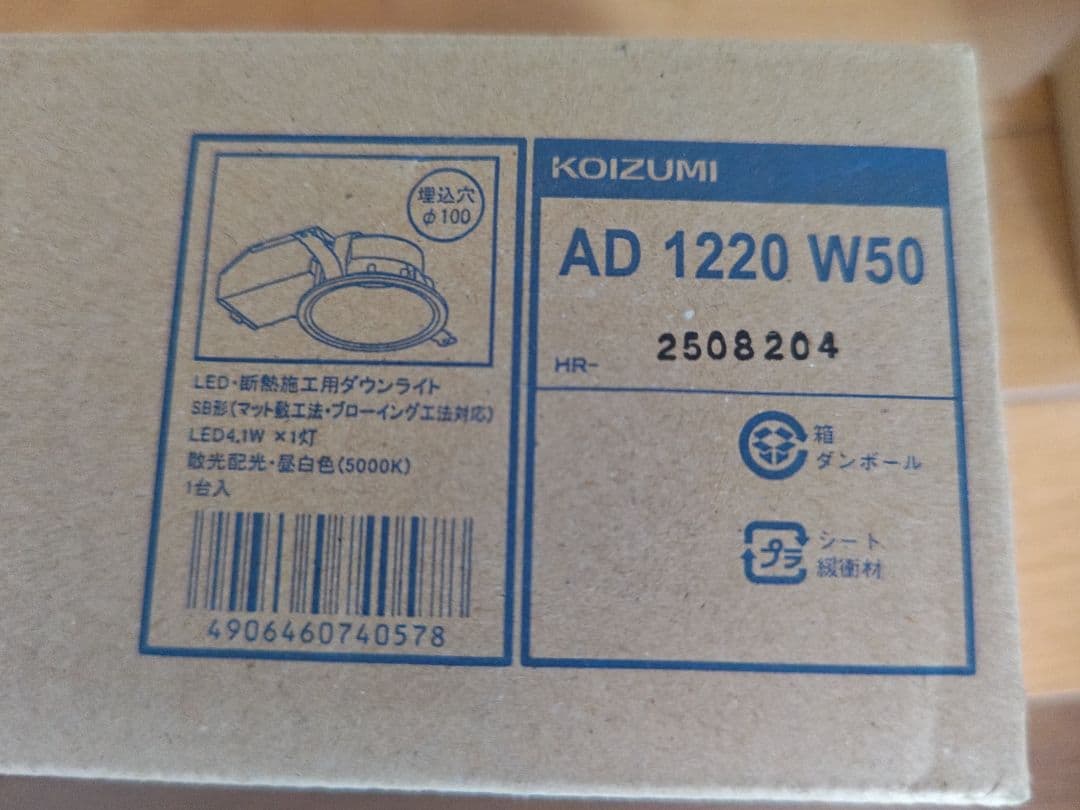 埋込穴
φ100
LED・断熱施工用ダウンライト
SB形(マット敷工法・ブローイング工法対応)
LED4.1W ×1灯
散光配光・昼白色(5000K)
1台入
4906460740578
KOIZUMI
AD 1220 W50
HR- 2508204
箱
ダンボール
プラ
シート
緩衝材